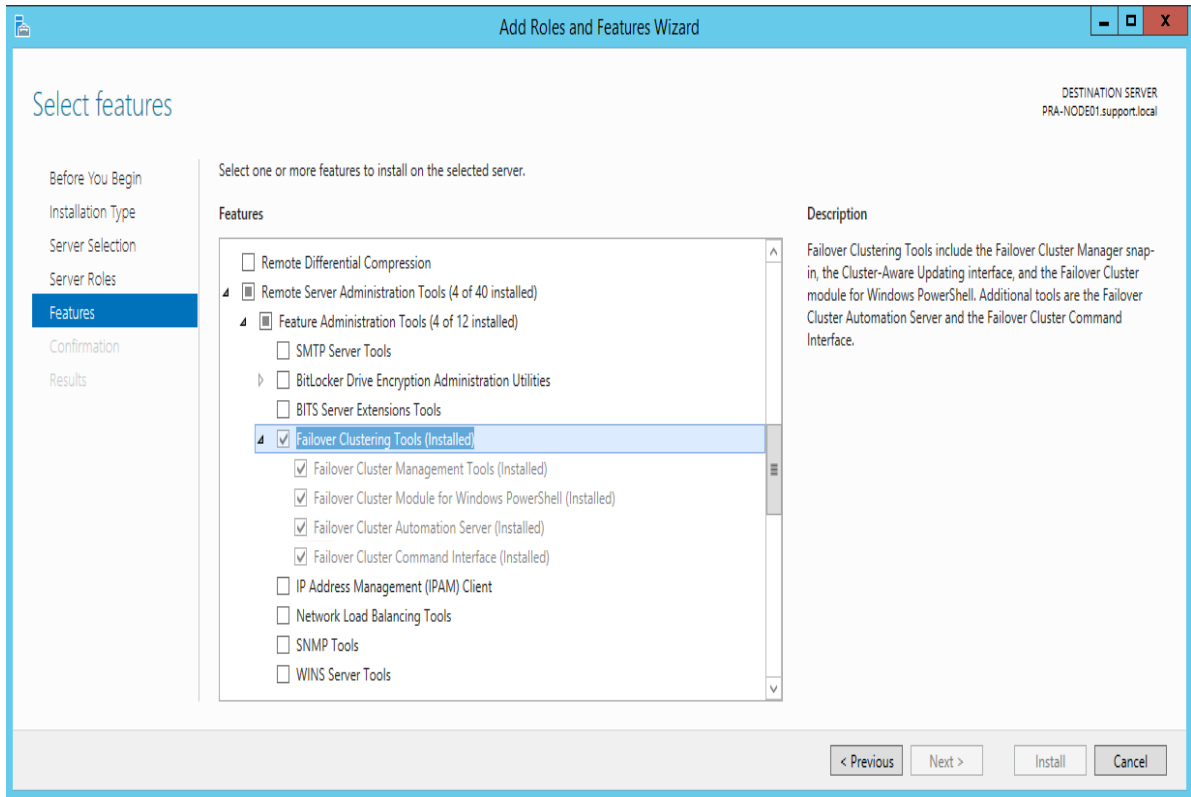 Add Roles and Features Wizard
X
Select features
DESTINATION SERVER
PRA-NODE01.support.local
Before You Begin
Installation Type
Server Selection
Server Roles
Features
Confirmation
Results
Select one or more features to install on the selected server.
Features
Remote Differential Compression
Remote Server Administration Tools (4 of 40 installed)
Feature Administration Tools (4 of 12 installed)
SMTP Server Tools
BitLocker Drive Encryption Administration Utilities
BITS Server Extensions Tools
Failover Clustering Tools (Installed)
Failover Cluster Management Tools (Installed)
Failover Cluster Module for Windows PowerShell (Installed)
Failover Cluster Automation Server (Installed)
Failover Cluster Command Interface (Installed)
IP Address Management (IPAM) Client
Network Load Balancing Tools
SNMP Tools
WINS Server Tools
Description
Failover Clustering Tools include the Failover Cluster Manager snap-
in, the Cluster-Aware Updating interface, and the Failover Cluster
module for Windows PowerShell. Additional tools are the Failover
Cluster Automation Server and the Failover Cluster Command
Interface.
< Previous
Next >
Install
Cancel